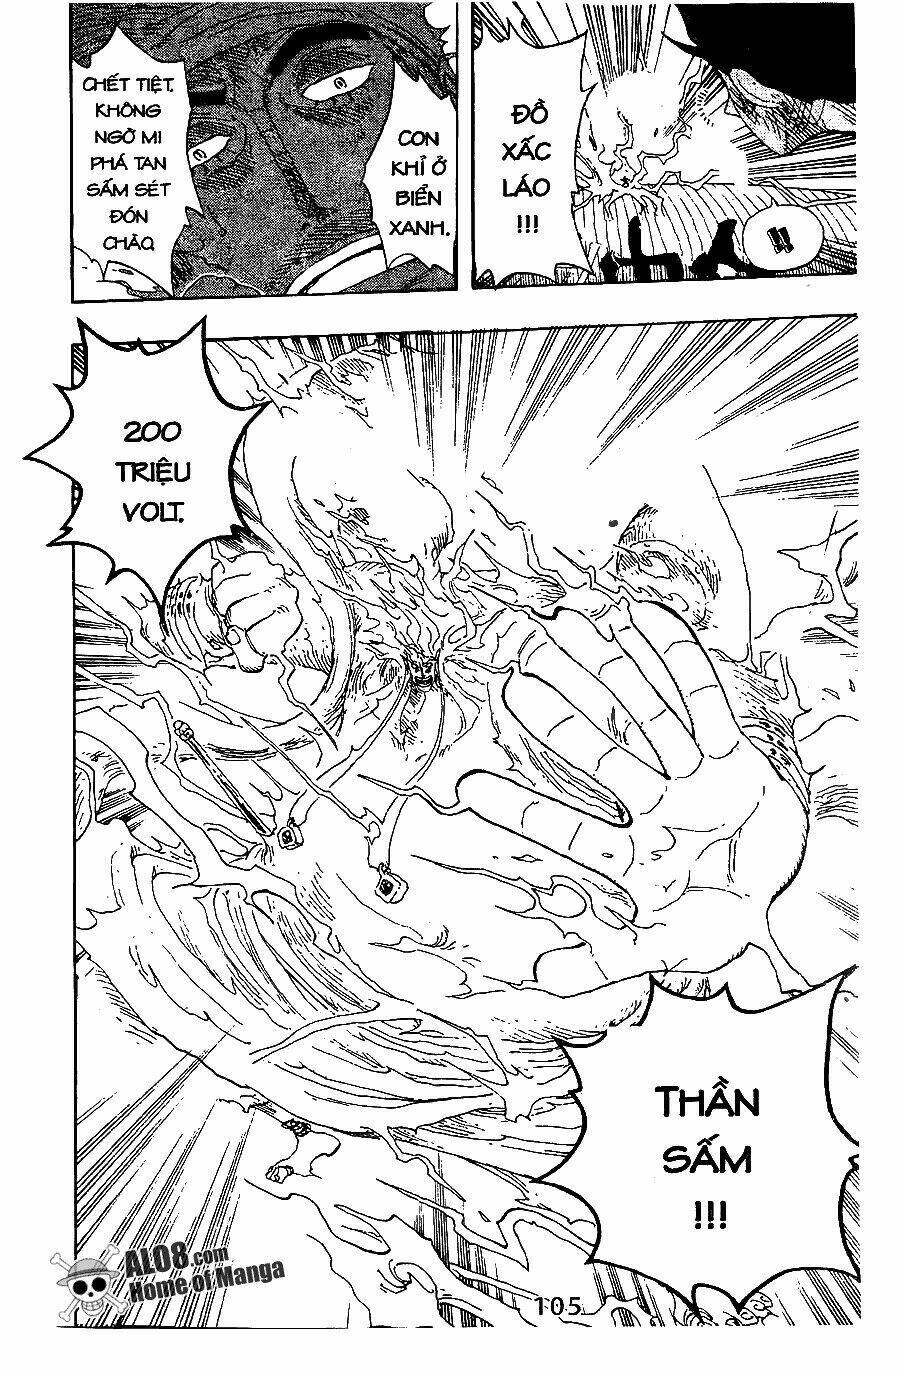 ĐỒ
XẤC
LÁO
!!!
!!
CON
KHỈ Ở
BIỂN
XANH.
CHẾT TIỆT.
KHÔNG
NGỜ MI
PHÁ TAN
SẤM SÉT
ĐÓN
CHÀO.
200
TRIỆU
VOLT.
THẦN
SẤM
!!!
105
ALO8.com
Home of Manga